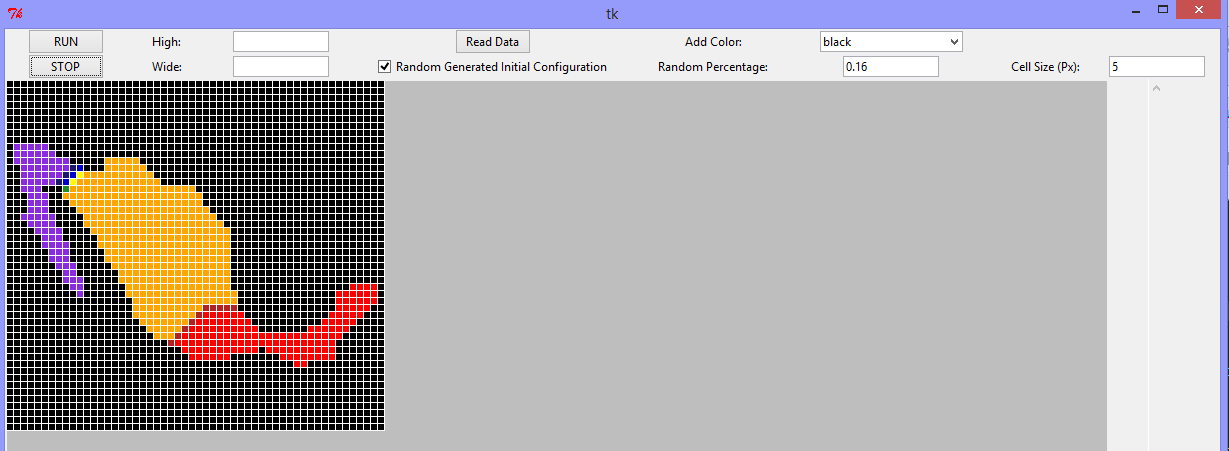 tk
RUN High: Read Data Add Color: black
STOP Wide: Random Generated Initial Configuration Random Percentage: 0.16 Cell Size (Px): 5